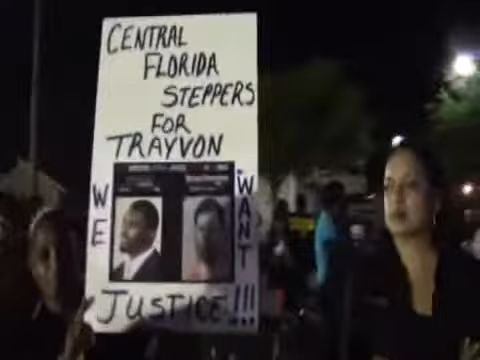 CENTRAL
FLORIDA
STEPPERS
FOR
TRAYVON
WE
WANT
JUSTICE!!!